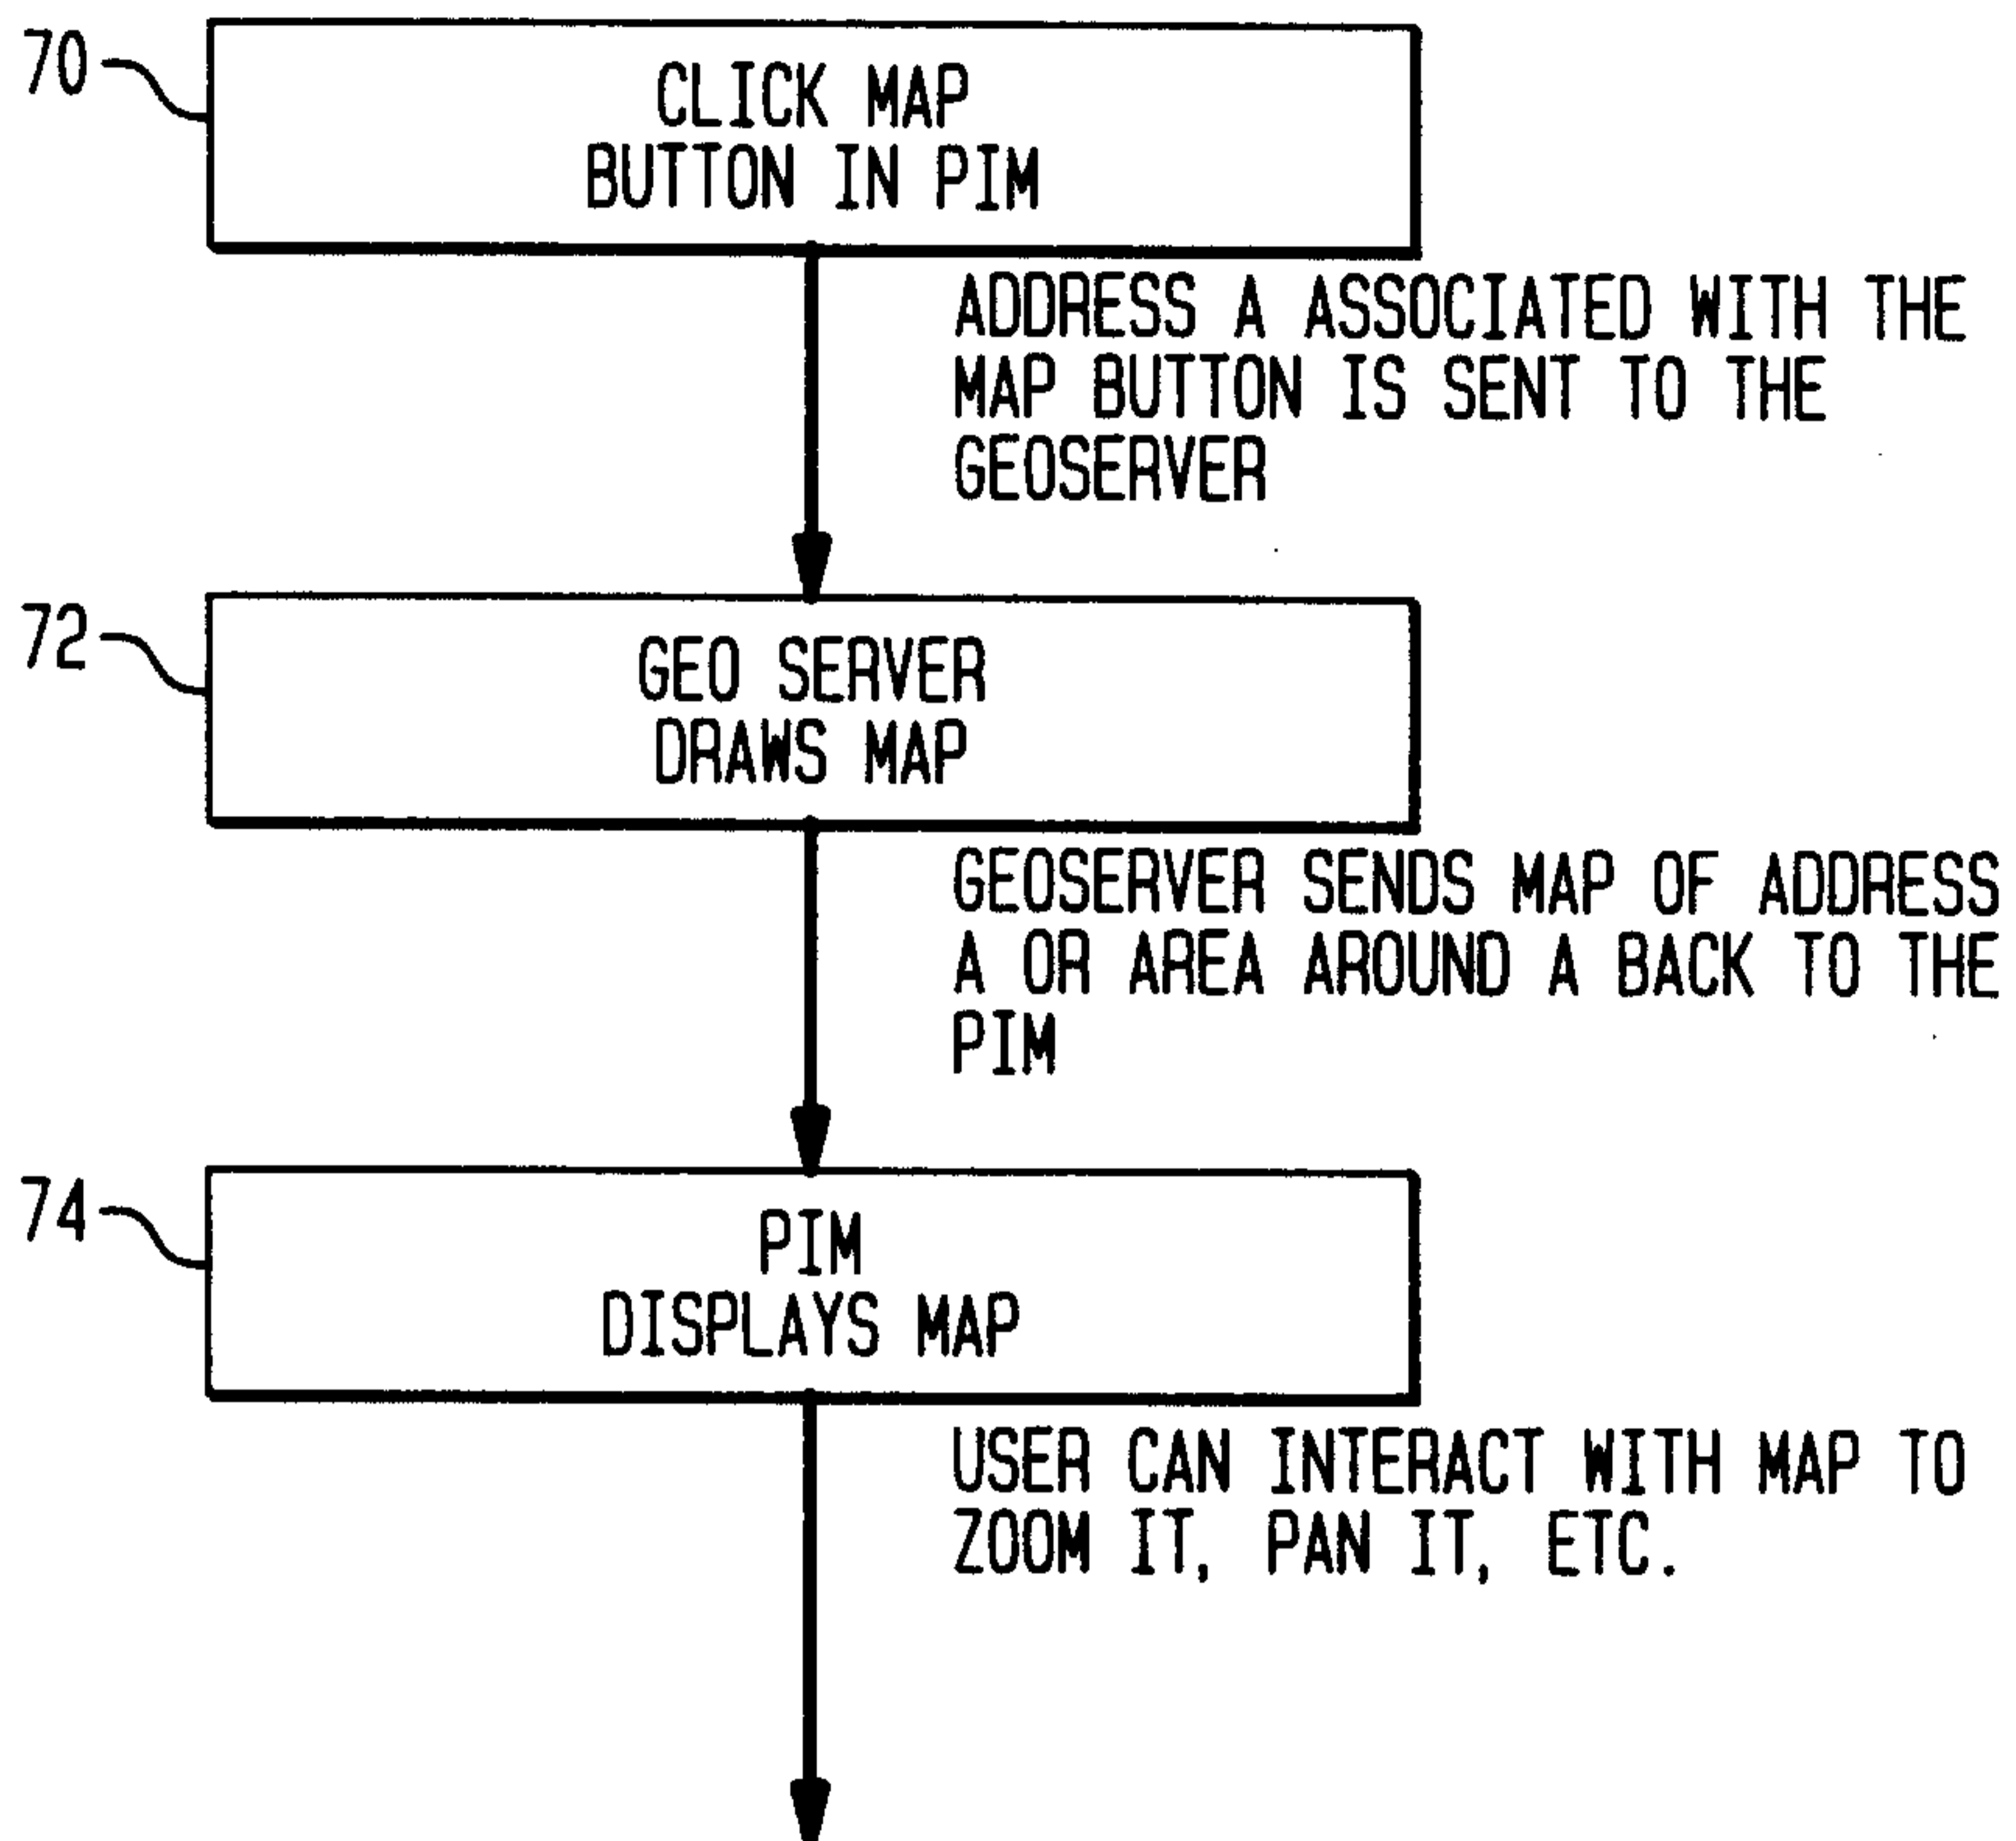 70
CLICK MAP
BUTTON IN PIM
ADDRESS A ASSOCIATED WITH THE
MAP BUTTON IS SENT TO THE
GEOSERVER
72
GEO SERVER
DRAWS MAP
GEOSERVER SENDS MAP OF ADDRESS
A OR AREA AROUND A BACK TO THE
PIM
74
PIM
DISPLAYS MAP
USER CAN INTERACT WITH MAP TO
ZOOM IT, PAN IT, ETC.